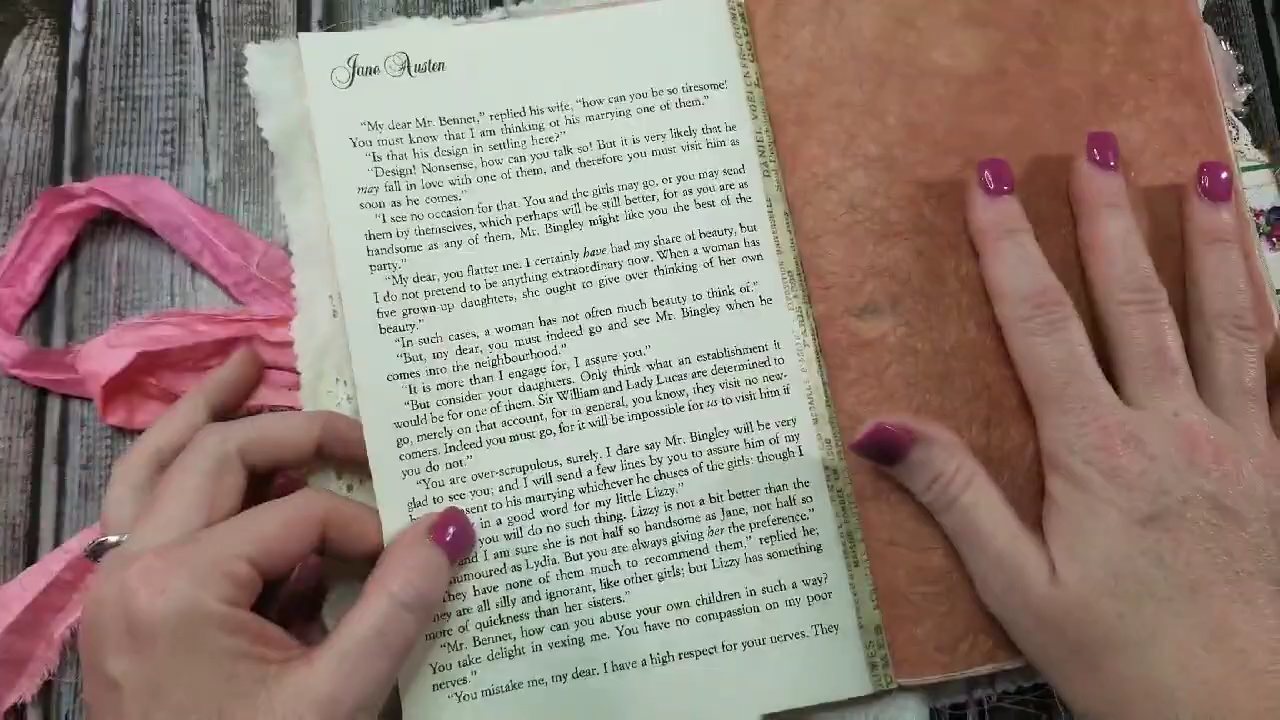 Jane Austen
“My dear Mr. Bennet,” replied his wife, “how can you be so tiresome!
You must know that I am thinking of his marrying one of them.”
“Is that his design in settling here?”
“Design! Nonsense, how can you talk so! But it is very likely that he
may fall in love with one of them, and therefore you must visit him as
soon as he comes.”
“I see no occasion for that. You and the girls may go, or you may send
them by themselves, which perhaps will be still better, for as you are as
handsome as any of them, Mr. Bingley might like you the best of the
party.”
“My dear, you flatter me. I certainly have had my share of beauty, but
I do not pretend to be anything extraordinary now. When a woman has
five grown-up daughters, she ought to give over thinking of her own
beauty.”
“In such cases, a woman has not often much beauty to think of.”
“But, my dear, you must indeed go and see Mr. Bingley when he
comes into the neighbourhood.”
“It is more than I engage for, I assure you.”
“But consider your daughters. Only think what an establishment it
would be for one of them. Sir William and Lady Lucas are determined to
go, merely on that account, for in general, you know, they visit no new-
comers. Indeed you must go, for it will be impossible for us to visit him if
you do not.”
“You are over-scrupulous, surely. I dare say Mr. Bingley will be very
glad to see you; and I will send a few lines by you to assure him of my
sent to his marrying whichever he chuses of the girls: though I
in a good word for my little Lizzy.”
you will do no such thing. Lizzy is not a bit better than the
and I am sure she is not half so handsome as Jane, not half so
humoured as Lydia. But you are always giving her the preference.”
They have none of them much to recommend them,” replied he;
they are all silly and ignorant, like other girls; but Lizzy has something
more of quickness than her sisters.”
“Mr. Bennet, how can you abuse your own children in such a way?
You take delight in vexing me. You have no compassion on my poor
nerves.”
“You mistake me, my dear. I have a high respect for your nerves. They